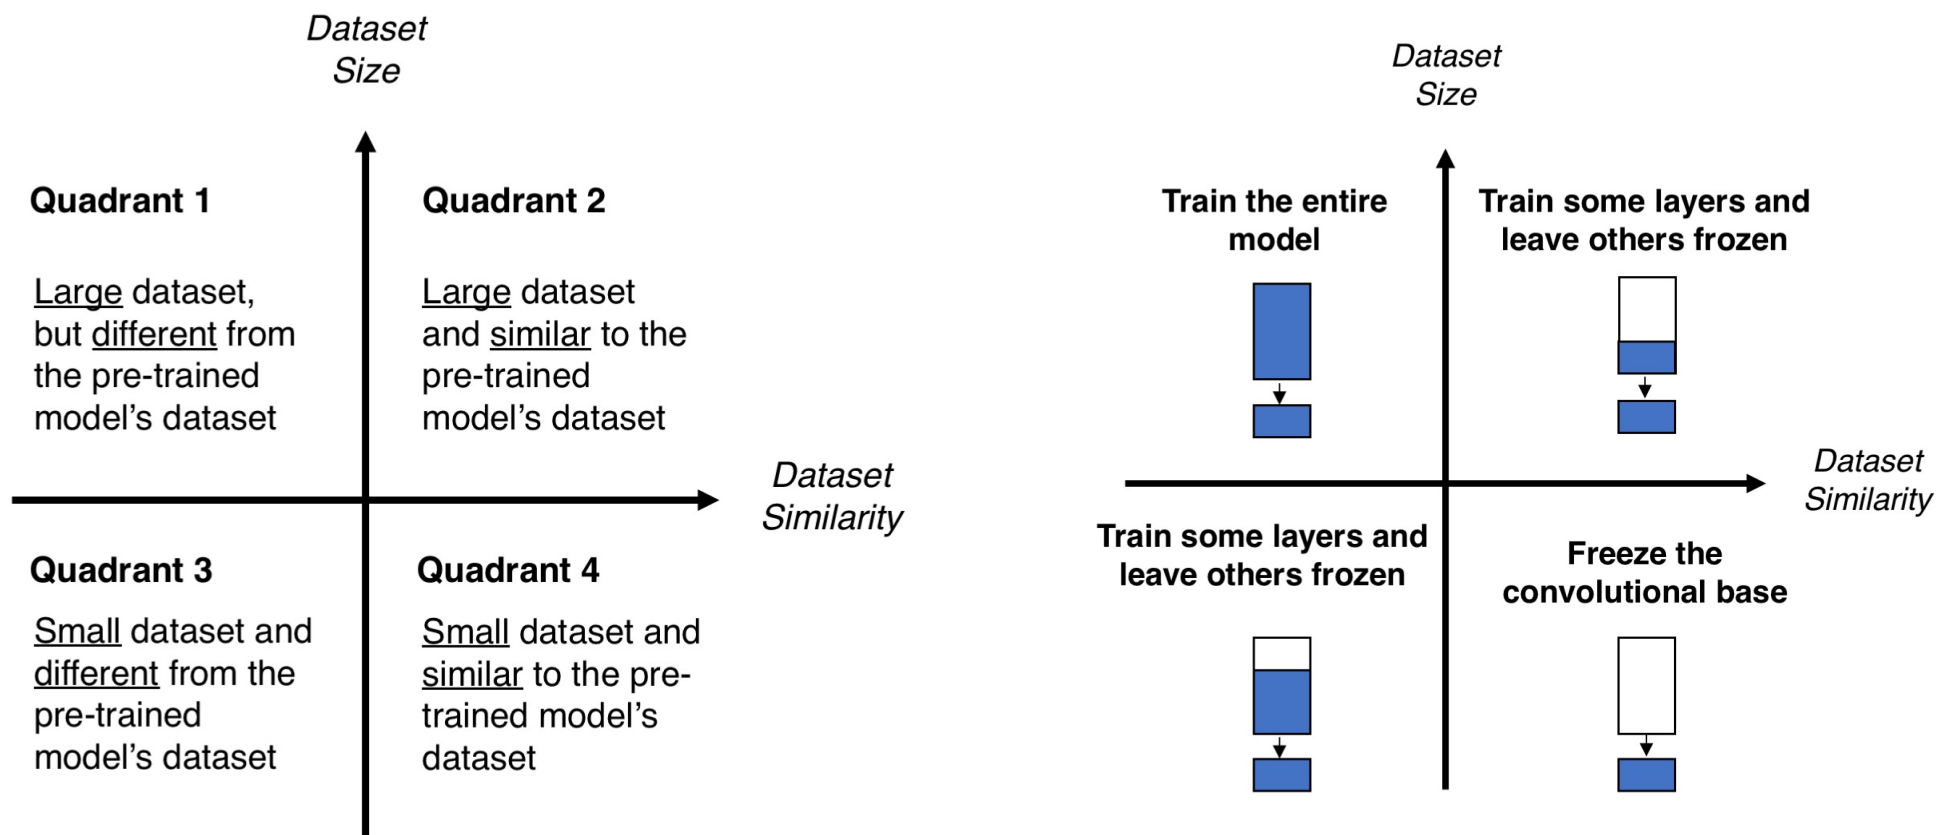 Dataset
Size
Quadrant 1
Quadrant 2
Large dataset,
but different from
the pre-trained
model’s dataset
Large dataset
and similar to the
pre-trained
model’s dataset
Dataset
Similarity
Quadrant 3
Quadrant 4
Small dataset and
different from the
pre-trained
model’s dataset
Small dataset and
similar to the pre-
trained model’s
dataset
Dataset
Size
Train the entire
model
Train some layers and
leave others frozen
Dataset
Similarity
Train some layers and
leave others frozen
Freeze the
convolutional base